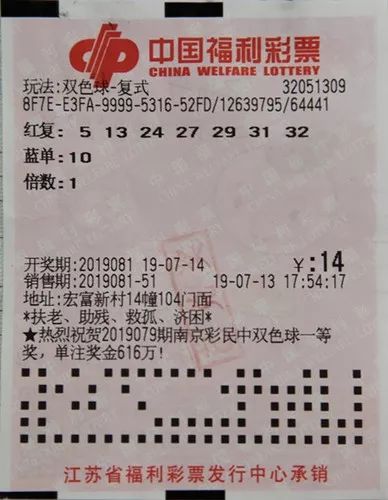 中国福利彩票
CHINA WELFARE LOTTERY
玩法:双色球-复式 32051309
8F7E-E3FA-9999-5316-52FD/12639795/64441
红复: 5 13 24 27 29 31 32
蓝单:10
倍数:1
开奖期:2019081 19-07-14 ¥:14
销售期:2019081-51 19-07-13 17:54:17
地址:宏富新村14幢104门面
*扶老、助残、救孤、济困*
★热烈祝贺2019079期南京彩民中双色球一等
奖，单注奖金616万!
江苏省福利彩票发行中心承销